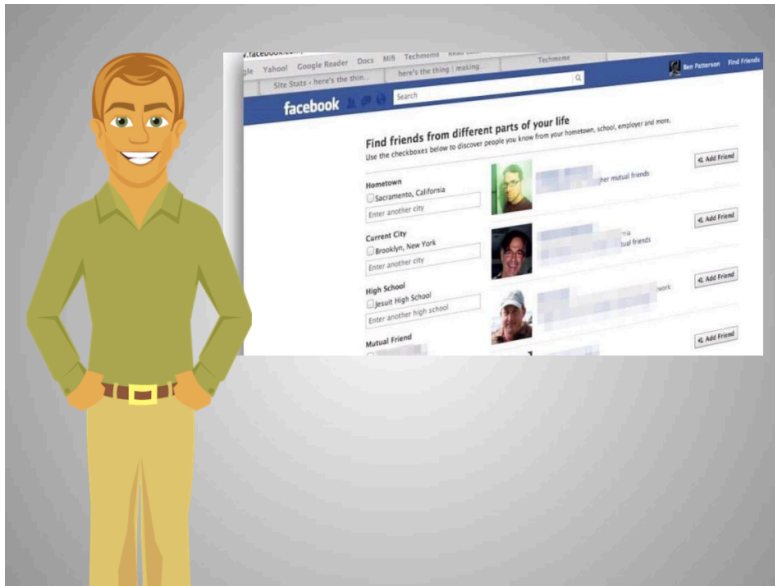 Yahoo! Google Reader Docs Mifi Techmeme
Site Stats ‹ here's the thin... here's the thing | making... Techmeme
facebook Search Ben Patterson Find Friends
Find friends from different parts of your life
Use the checkboxes below to discover people you know from your hometown, school, employer and more.
Hometown
Sacramento, California
Enter another city
mutual friends
Add Friend
Current City
Brooklyn, New York
Enter another city
mutual friends
Add Friend
High School
Jesuit High School
Enter another high school
Add Friend
Mutual Friend
Add Friend